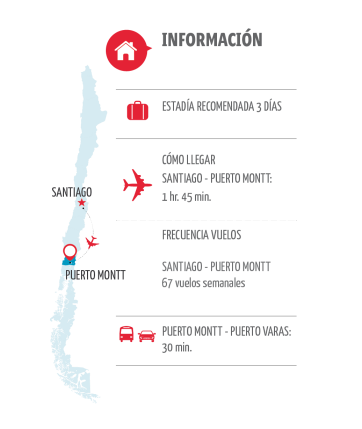 INFORMACIÓN
ESTADÍA RECOMENDADA 3 DÍAS
CÓMO LLEGAR
SANTIAGO - PUERTO MONTT:
1 hr. 45 min.
SANTIAGO
FRECUENCIA VUELOS
SANTIAGO - PUERTO MONTT
67 vuelos semanales
PUERTO MONTT
PUERTO MONTT - PUERTO VARAS:
30 min.